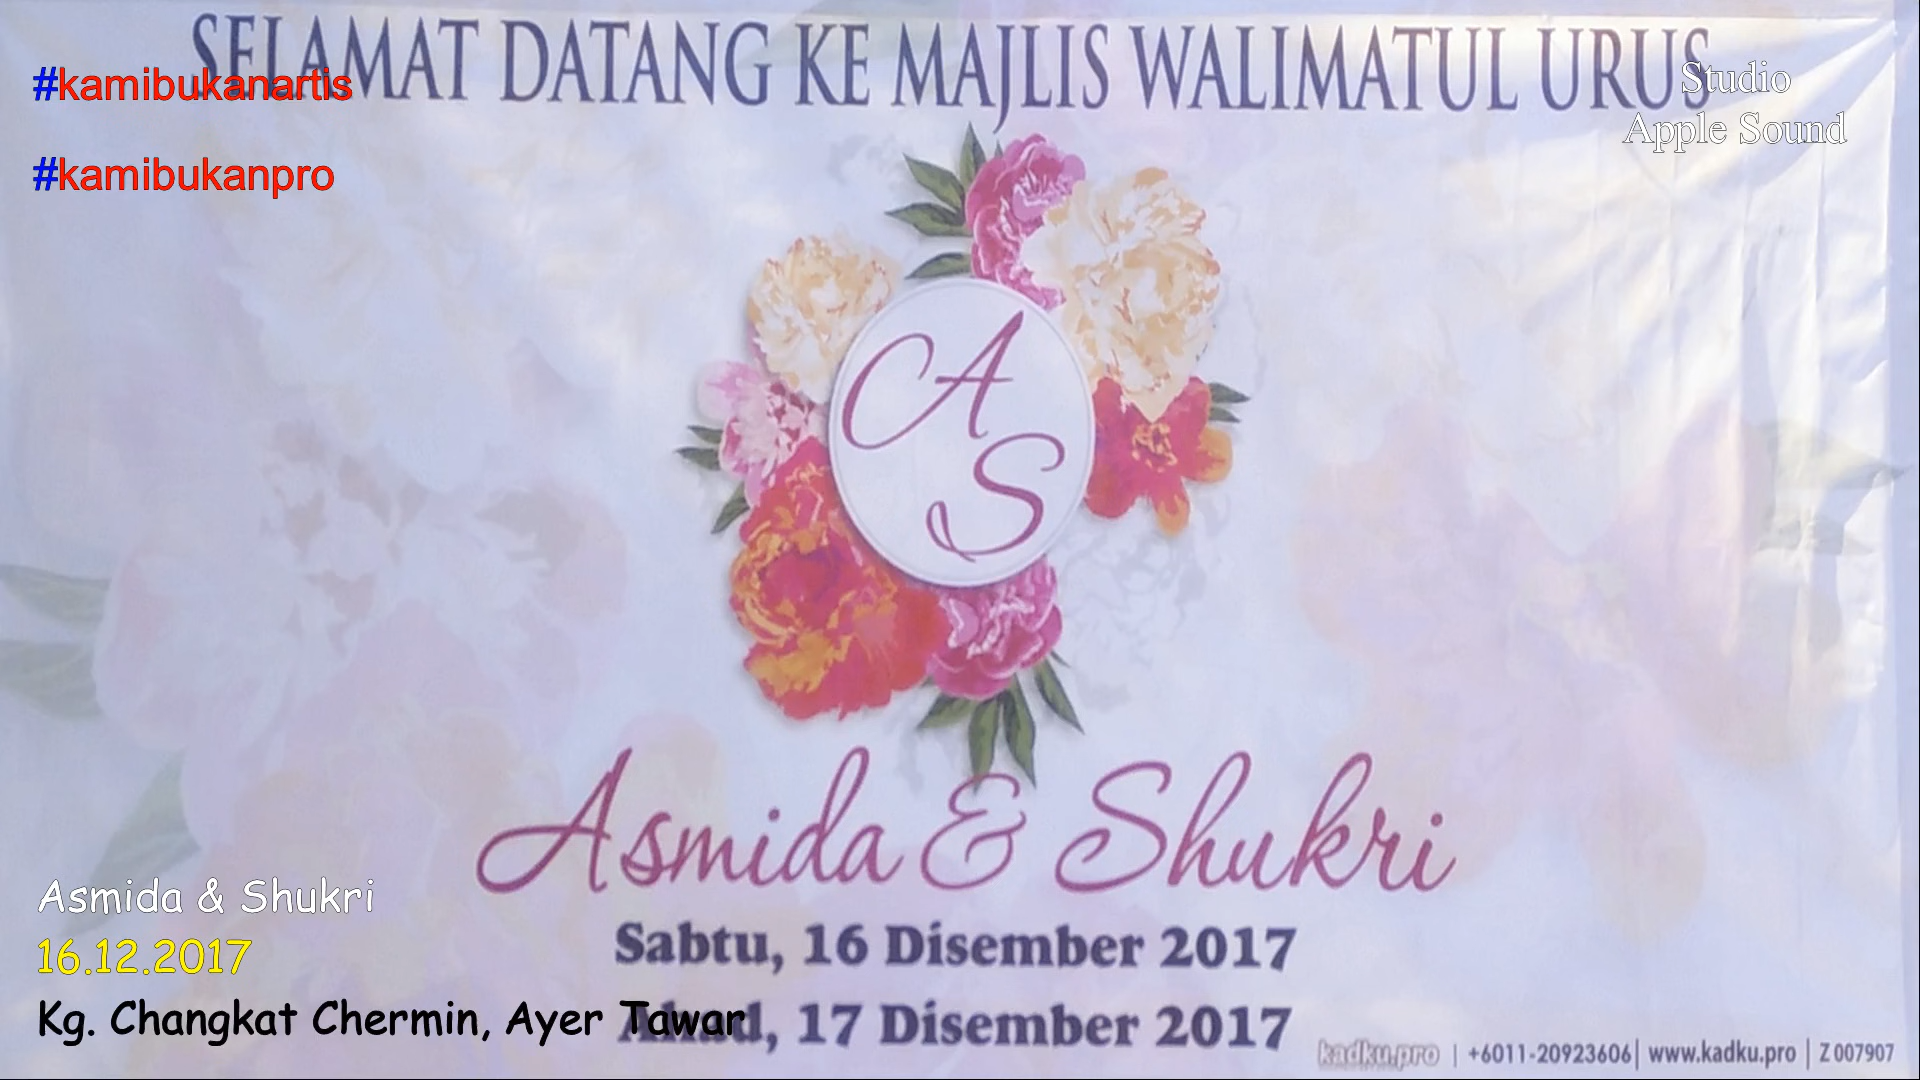 SELAMAT DATANG KE MAJLIS WALIMATUL URUS
#kamibukanartis
Studio
Apple Sound
#kamibukanpro
A
S
Asmida & Shukri
Asmida & Shukri
Sabtu, 16 Disember 2017
16.12.2017
Kg. Changkat Chermin, Ayer Tawar
Ahad, 17 Disember 2017
kadku.pro | +6011-20923606 | www.kadku.pro | Z 007907